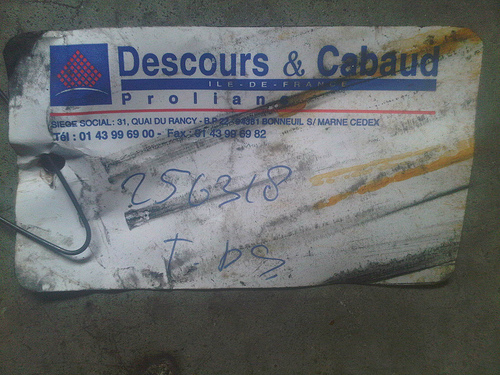 Descours & Cabaud
ILE-DE-FRANCE
Prolians
SIEGE SOCIAL: 31, QUAI DU RANCY - B.P 22 - 94381 BONNEUIL S/ MARNE CEDEX
Tél : 01 43 99 69 00 - Fax : 01 43 99 69 82
256318